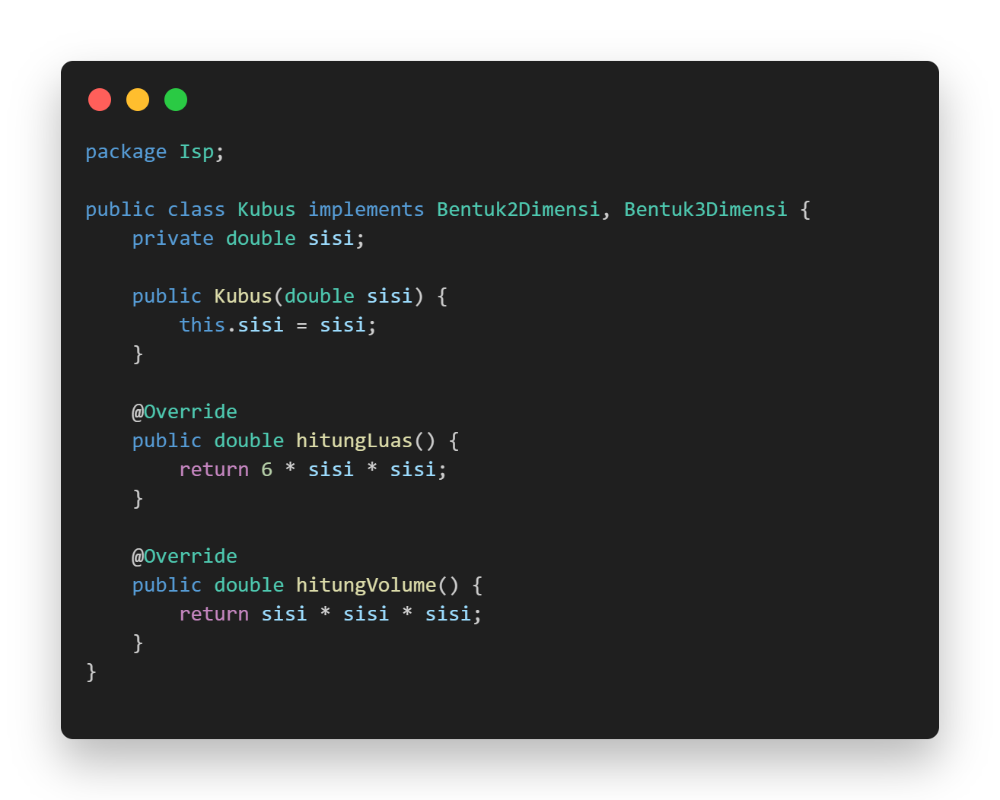 package Isp;

public class Kubus implements Bentuk2Dimensi, Bentuk3Dimensi {
    private double sisi;

    public Kubus(double sisi) {
        this.sisi = sisi;
    }

    @Override
    public double hitungLuas() {
        return 6 * sisi * sisi;
    }

    @Override
    public double hitungVolume() {
        return sisi * sisi * sisi;
    }
}